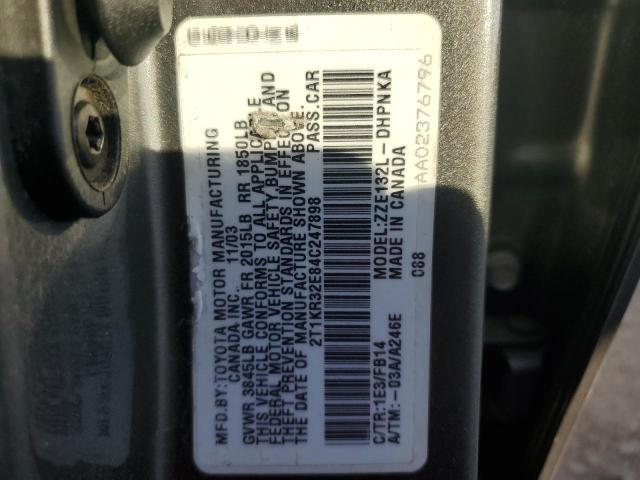 MFD.BY:TOYOTA MOTOR MANUFACTURING
CANADA INC. 11/03
GVWR 3845LB GAWR FR 2015LB RR 1850LB
THIS VEHICLE CONFORMS TO ALL APPLICABLE
FEDERAL MOTOR VEHICLE SAFETY, BUMPER, AND
THEFT PREVENTION STANDARDS IN EFFECT ON
THE DATE OF MANUFACTURE SHOWN ABOVE.
2T1KR32E84C247898 PASS.CAR
C/TR:1E3/FB14 MODEL:ZZE132L-DHPNKA
A/TM:-03A/A246E MADE IN CANADA
C88
AA02376796